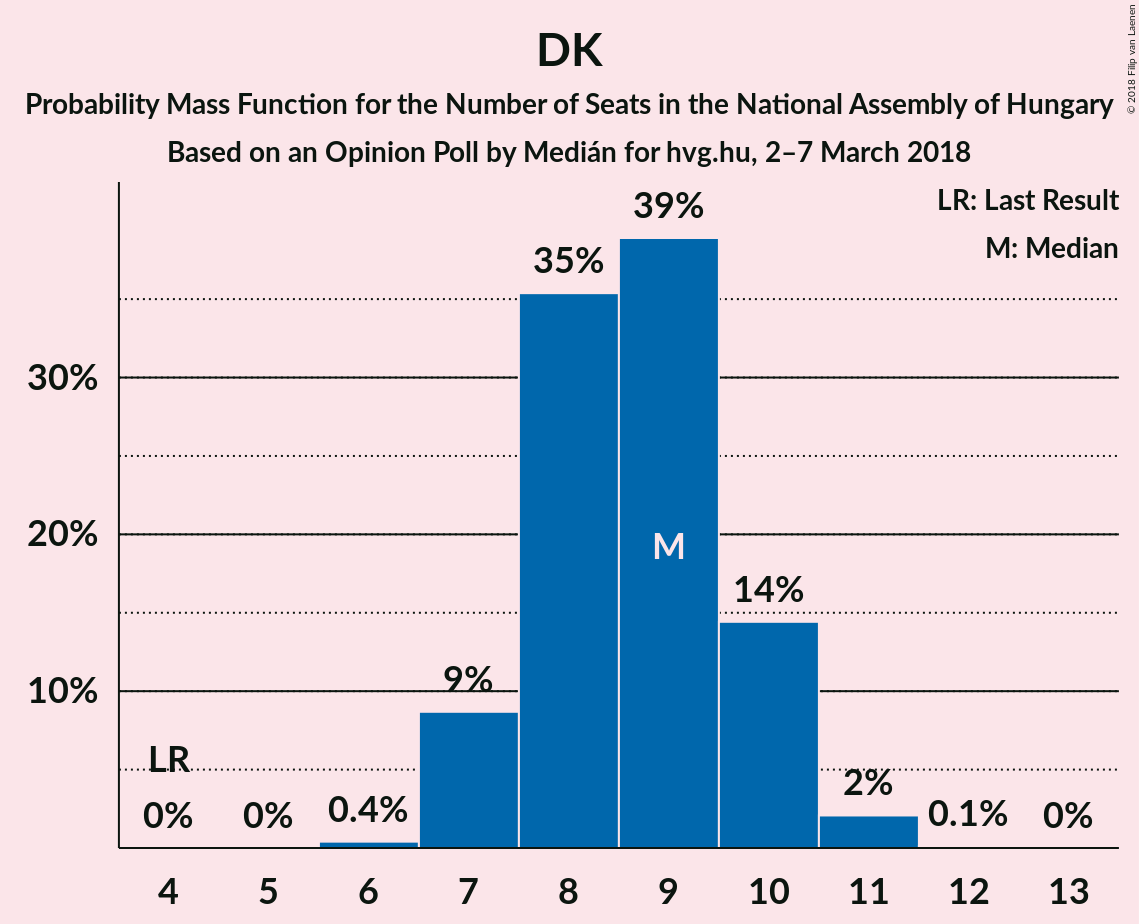 DK
Probability Mass Function for the Number of Seats in the National Assembly of Hungary
Based on an Opinion Poll by Medián for hvg.hu, 2–7 March 2018
© 2018 Filip van Laenen
LR: Last Result
M: Median
39%
35%
30%
20%
M
14%
10%
9%
LR
2%
0%
0%
0.4%
0.1%
0%
4 5 6 7 8 9 10 11 12 13